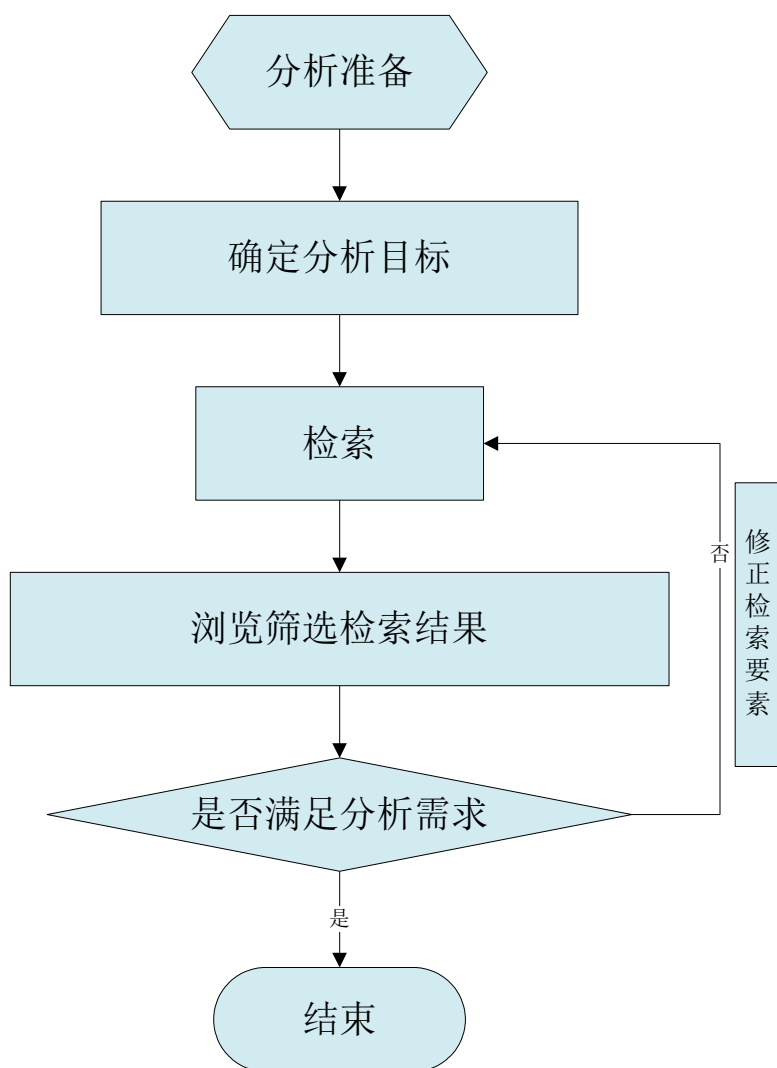 分析准备
确定分析目标
检索
浏览筛选检索结果
否
修正检索要素
是否满足分析需求
是
结束